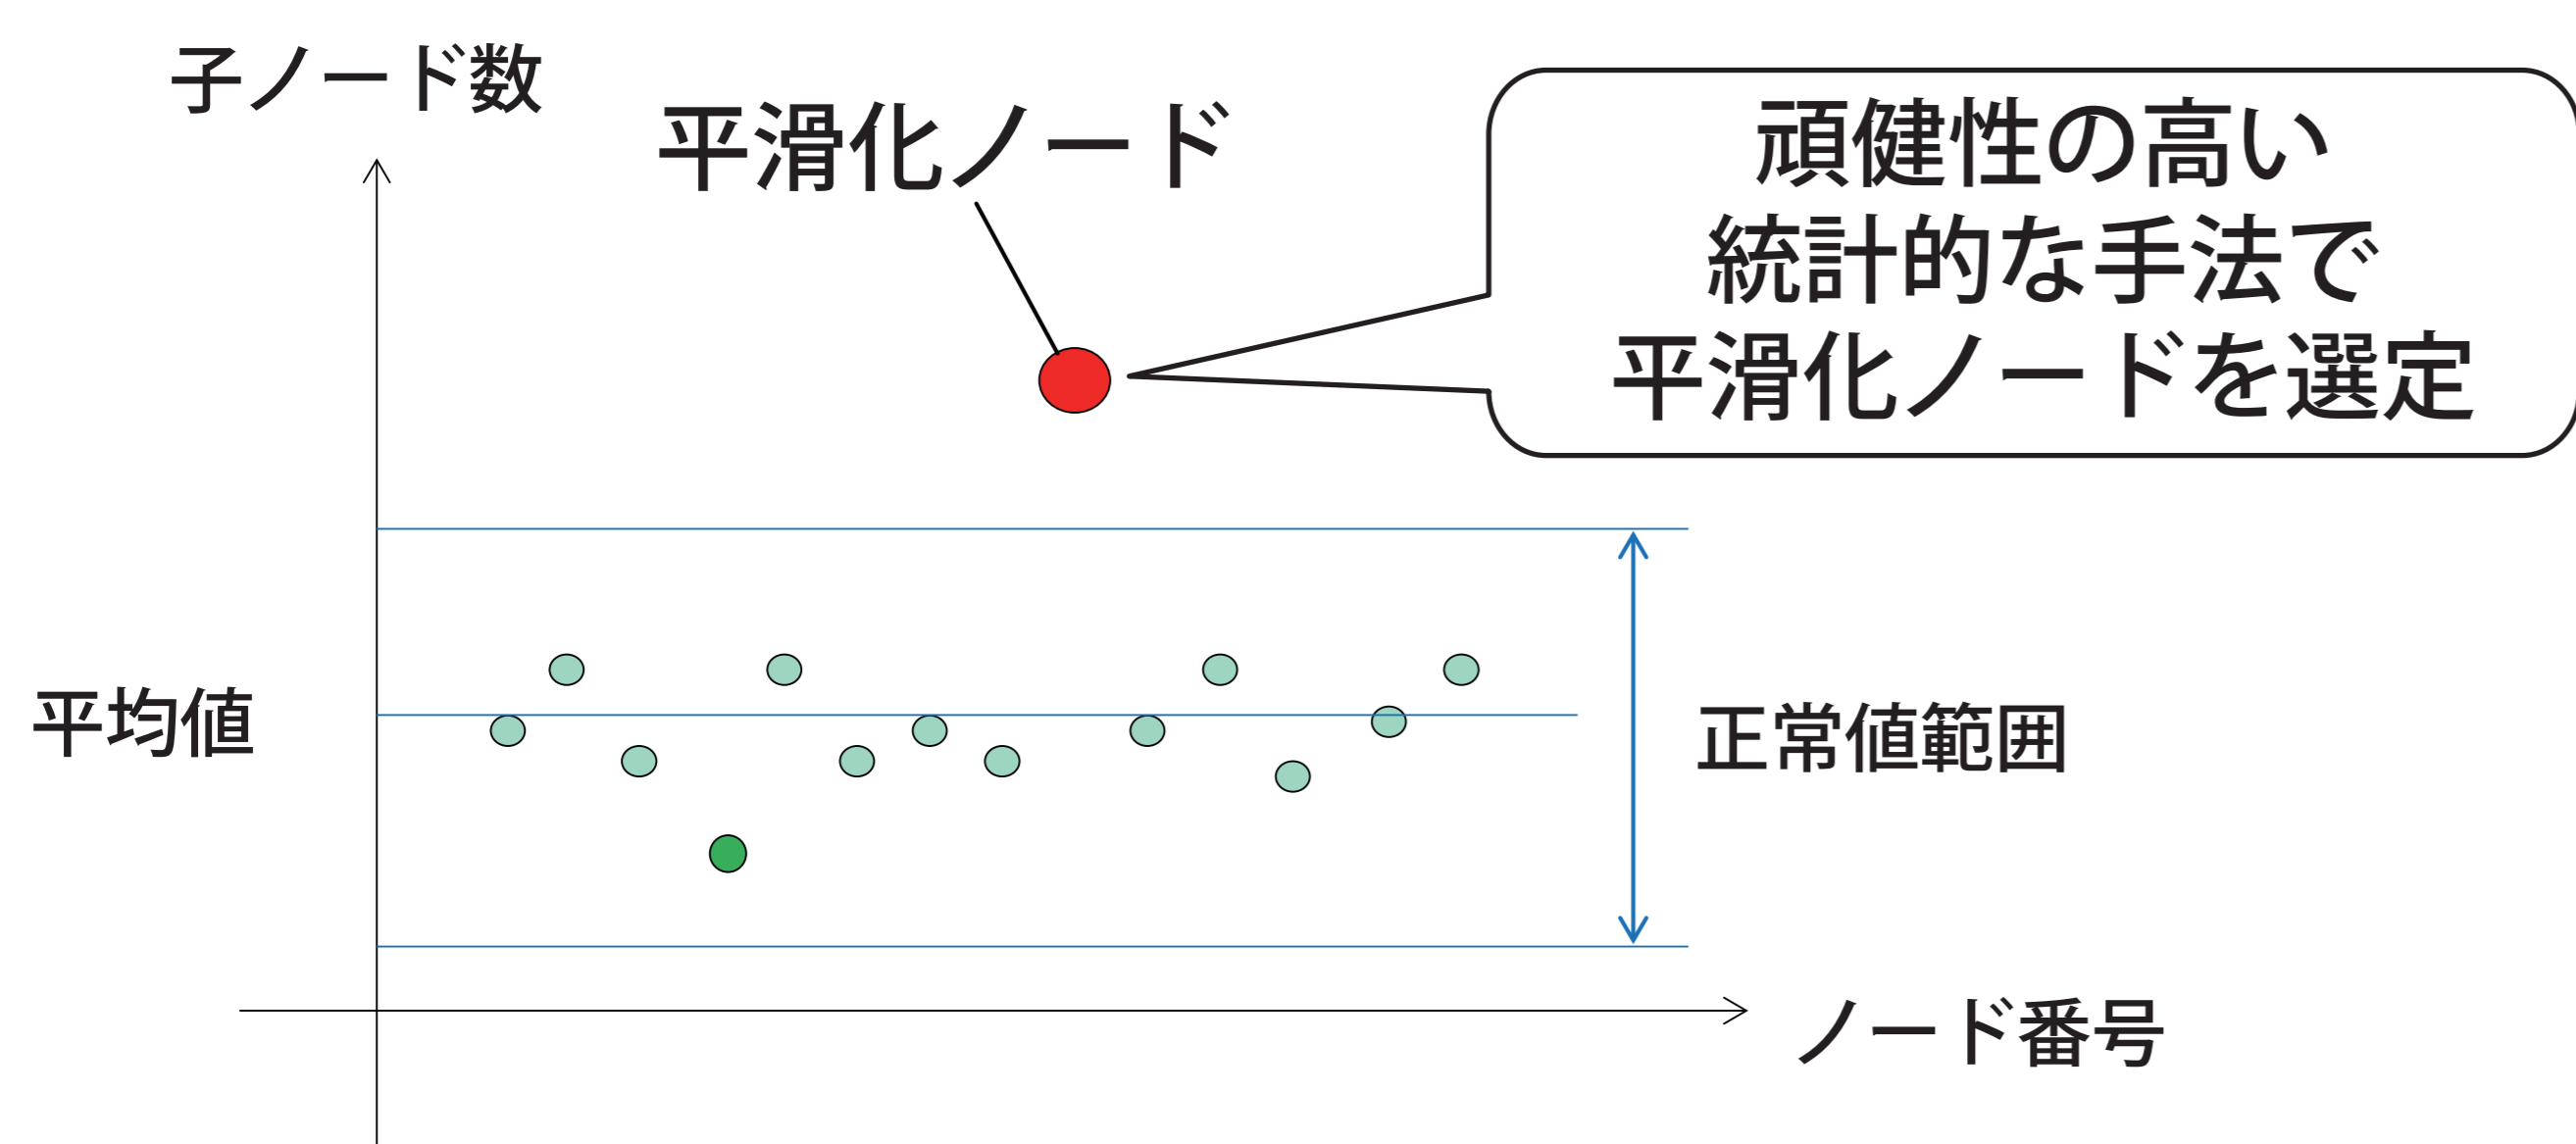 子ノード数
平滑化ノード
頑健性の高い
統計的な手法で
平滑化ノードを選定
平均値
正常値範囲
ノード番号